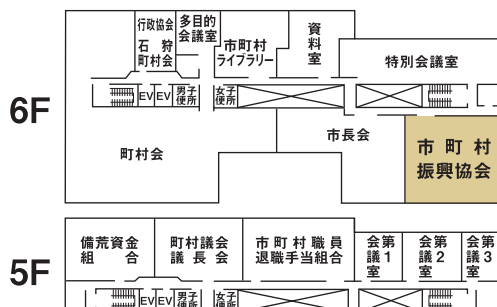 6F
行政協会
石狩
町村会
多目的
会議室
市町村
ライブラリー
資料室
特別会議室
EV
EV
男子
便所
女子
便所
町村会
市長会
市町村
振興協会
5F
備荒資金
組合
町村議会
議長会
市町村職員
退職手当組合
第1
会議室
第2
会議室
第3
会議室
EV
EV
男子
便所
女子
便所